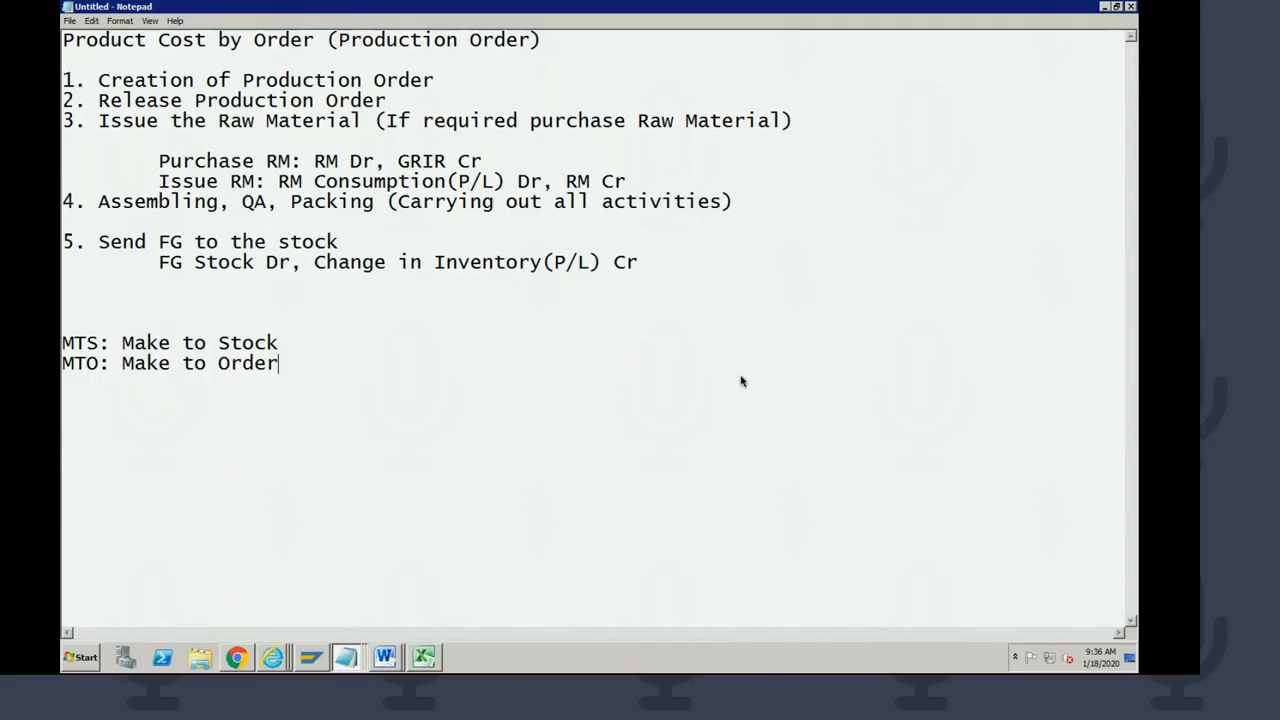 Untitled - Notepad
File Edit Format View Help
Product Cost by Order (Production Order)
1. Creation of Production Order
2. Release Production Order
3. Issue the Raw Material (If required purchase Raw Material)
Purchase RM: RM Dr, GRIR Cr
Issue RM: RM Consumption(P/L) Dr, RM Cr
4. Assembling, QA, Packing (Carrying out all activities)
5. Send FG to the stock
FG Stock Dr, Change in Inventory(P/L) Cr
MTS: Make to Stock
MTO: Make to Order
Start
9:36 AM
1/18/2020